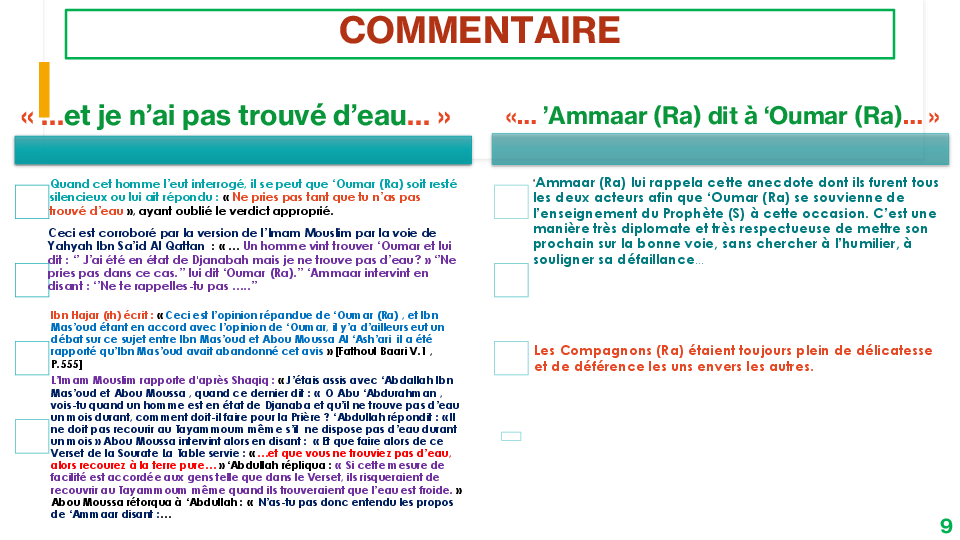 COMMENTAIRE
« ...et je n’ai pas trouvé d’eau... »
Quand cet homme l’eut interrogé, il se peut que ‘Oumar (Ra) soit resté
silencieux ou lui ait répondu : « Ne pries pas tant que tu n’as pas
trouvé d’eau », ayant oublié le verdict approprié.
Ceci est corroboré par la version de l’Imam Mouslim par la voie de
Yahyah Ibn Sa’id Al Qattan : « ... Un homme vint trouver ‘Oumar et lui
dit : ‘’ J’ai été en état de Djanabah mais je ne trouve pas d’eau? » ‘’Ne
pries pas dans ce cas.’’ lui dit ‘Oumar (Ra).’’ ‘Ammaar intervint en
disant : ‘’Ne te rappelles-tu pas .....’’
Ibn Hajar (rh) écrit : « Ceci est l’opinion répandue de ‘Oumar (Ra) , et Ibn
Mas’oud étant en accord avec l’opinion de ‘Oumar, il y’a d’ailleurs eut un
débat sur ce sujet entre Ibn Mas’oud et Abou Moussa Al ‘Ash’ari il a été
rapporté qu’Ibn Mas’oud avait abandonné cet avis » [Fathoul Baari V.1 ,
P.555]
L’Imam Mouslim rapporte d'après Shaqiq : « J’étais assis avec ‘Abdallah Ibn
Mas’oud et Abou Moussa , quand ce dernier dit : « O Abu ‘Abdurahman ,
vois-tu quand un homme est en état de Djanaba et qu’il ne trouve pas d’eau
un mois durant, comment doit-il faire pour la Prière ? ‘Abdullah répondit : « Il
ne doit pas recourir au Tayammoum même s’il ne dispose pas d’eau durant
un mois » Abou Moussa intervint alors en disant : « Et que faire alors de ce
Verset de la Sourate La Table servie : « ...et que vous ne trouviez pas d’eau,
alors recourez à la terre pure... » ‘Abdullah répliqua : « Si cette mesure de
facilité est accordée aux gens telle que dans le Verset, ils risqueraient de
recouvrir au Tayammoum même quand ils trouveraient que l’eau est froide. »
Abou Moussa rétorqua à ‘Abdullah : « N’as-tu pas donc entendu les propos
de ‘Ammaar disant :...
«... ’Ammaar (Ra) dit à ‘Oumar (Ra)... »
‘Ammaar (Ra) lui rappela cette anecdote dont ils furent tous
les deux acteurs afin que ‘Oumar (Ra) se souvienne de
l’enseignement du Prophète (S) à cette occasion. C’est une
manière très diplomate et très respectueuse de mettre son
prochain sur la bonne voie, sans chercher à l’humilier, à
souligner sa défaillance...
Les Compagnons (Ra) étaient toujours plein de délicatesse
et de déférence les uns envers les autres.
9